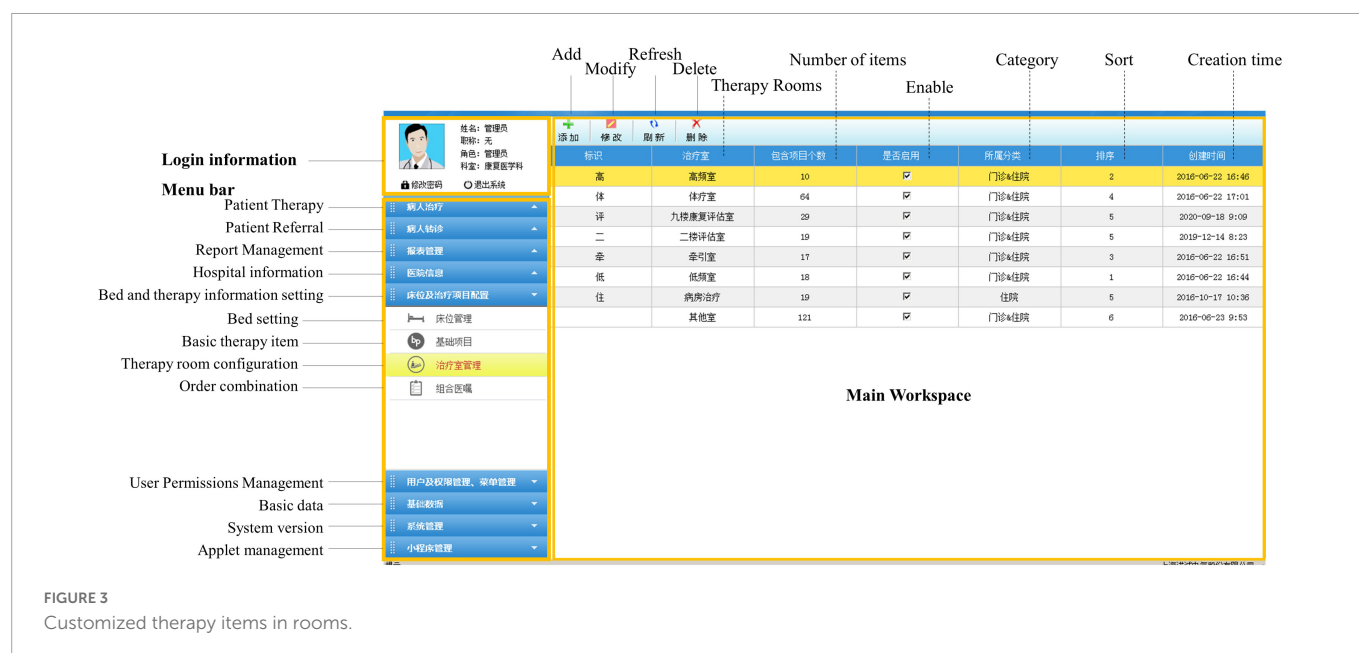 Add Refresh
Modify Delete Number of items Category Sort Creation time
Therapy Rooms Enable
Login information
姓名: 管理员
职称: 无
角色: 管理员
科室: 康复医学科
修改密码 退出系统
添加 修改 刷新 删除
标识 治疗室 包含项目个数 是否启用 所属分类 排序 创建时间
高 高频室 10 门诊&住院 2 2016-06-22 16:46
体 体疗室 64 门诊&住院 4 2016-06-22 17:01
评 九楼康复评估室 29 门诊&住院 5 2020-09-18 9:09
二 二楼评估室 19 门诊&住院 5 2019-12-14 8:23
牵 牵引室 17 门诊&住院 3 2016-06-22 16:51
低 低频室 18 门诊&住院 1 2016-06-22 16:44
住 病房治疗 19 住院 5 2016-10-17 10:36
其他室 121 门诊&住院 6 2016-06-23 9:53
Main Workspace
Menu bar
Patient Therapy 病人治疗
Patient Referral 病人转诊
Report Management 报表管理
Hospital information 医院信息
Bed and therapy information setting 床位及治疗项目配置
Bed setting 床位管理
Basic therapy item bp 基础项目
Therapy room configuration 治疗室管理
Order combination 组合医嘱
User Permissions Management 用户及权限管理、菜单管理
Basic data 基础数据
System version 系统管理
Applet management 小程序管理
FIGURE 3
Customized therapy items in rooms.